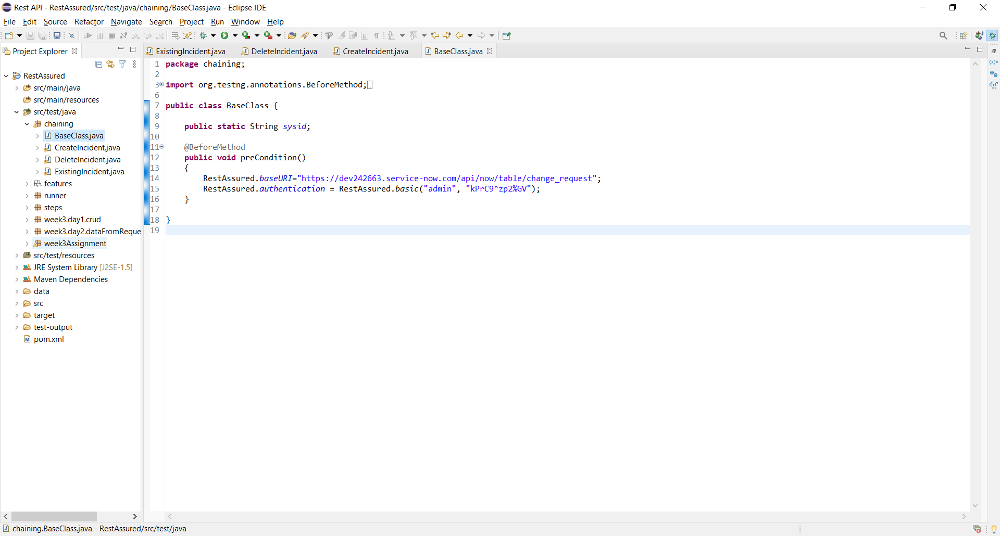 Rest API - RestAssured/src/test/java/chaining/BaseClass.java - Eclipse IDE
File Edit Source Refactor Navigate Search Project Run Window Help
Project Explorer
ExistingIncident.java DeleteIncident.java CreateIncident.java BaseClass.java
RestAssured
src/main/java
src/main/resources
src/test/java
chaining
BaseClass.java
CreateIncident.java
DeleteIncident.java
ExistingIncident.java
features
runner
steps
week3.day1.crud
week3.day2.dataFromReque
week3Assignment
src/test/resources
JRE System Library [J2SE-1.5]
Maven Dependencies
data
src
target
test-output
pom.xml
1 package chaining;
2
3 import org.testng.annotations.BeforeMethod;
6
7 public class BaseClass {
8
9 public static String sysid;
10
11 @BeforeMethod
12 public void preCondition()
13 {
14 RestAssured.baseURI="https://dev242663.service-now.com/api/now/table/change_request";
15 RestAssured.authentication = RestAssured.basic("admin", "kPrC9^zp2%GV");
16 }
17
18 }
19
(x)=
chaining.BaseClass.java - RestAssured/src/test/java